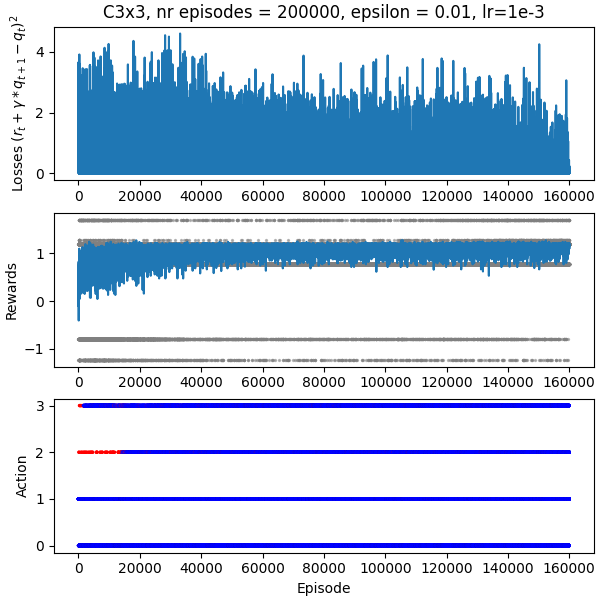 C3x3, nr episodes = 200000, epsilon = 0.01, lr=1e-3
Losses $(r_t + \gamma * q_{t+1} - q_t)^2$
4
2
0
0 20000 40000 60000 80000 100000 120000 140000 160000
Rewards
1
0
−1
0 20000 40000 60000 80000 100000 120000 140000 160000
Action
3
2
1
0
0 20000 40000 60000 80000 100000 120000 140000 160000
Episode